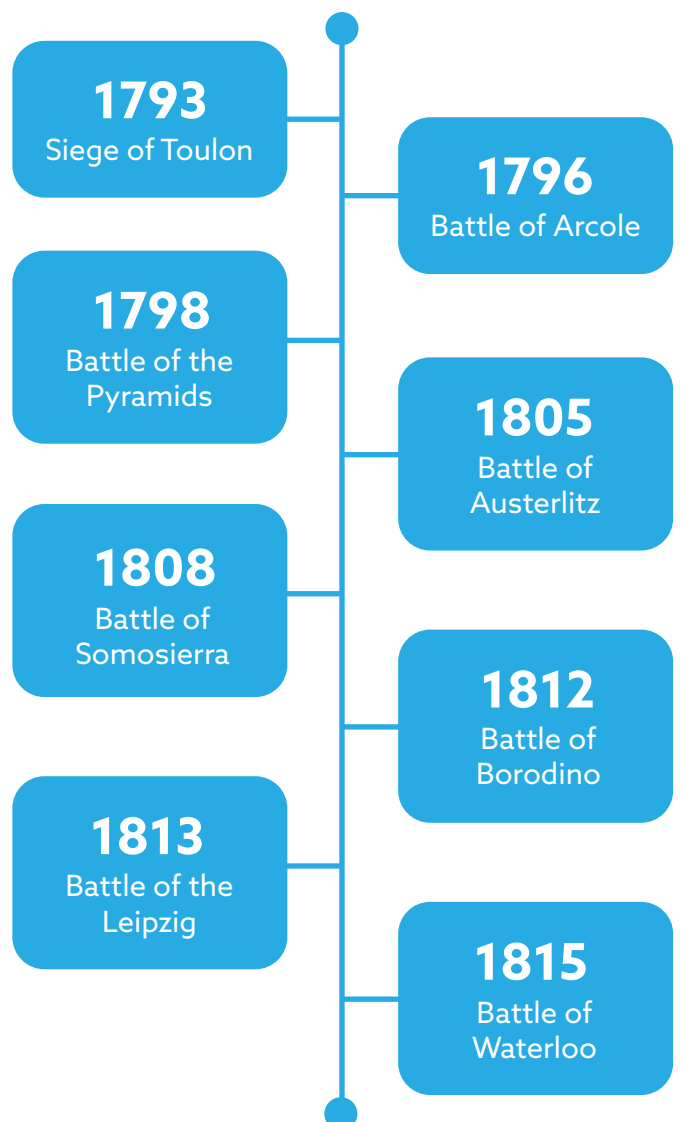 1793
Siege of Toulon
1796
Battle of Arcole
1798
Battle of the
Pyramids
1805
Battle of
Austerlitz
1808
Battle of
Somosierra
1812
Battle of
Borodino
1813
Battle of the
Leipzig
1815
Battle of
Waterloo